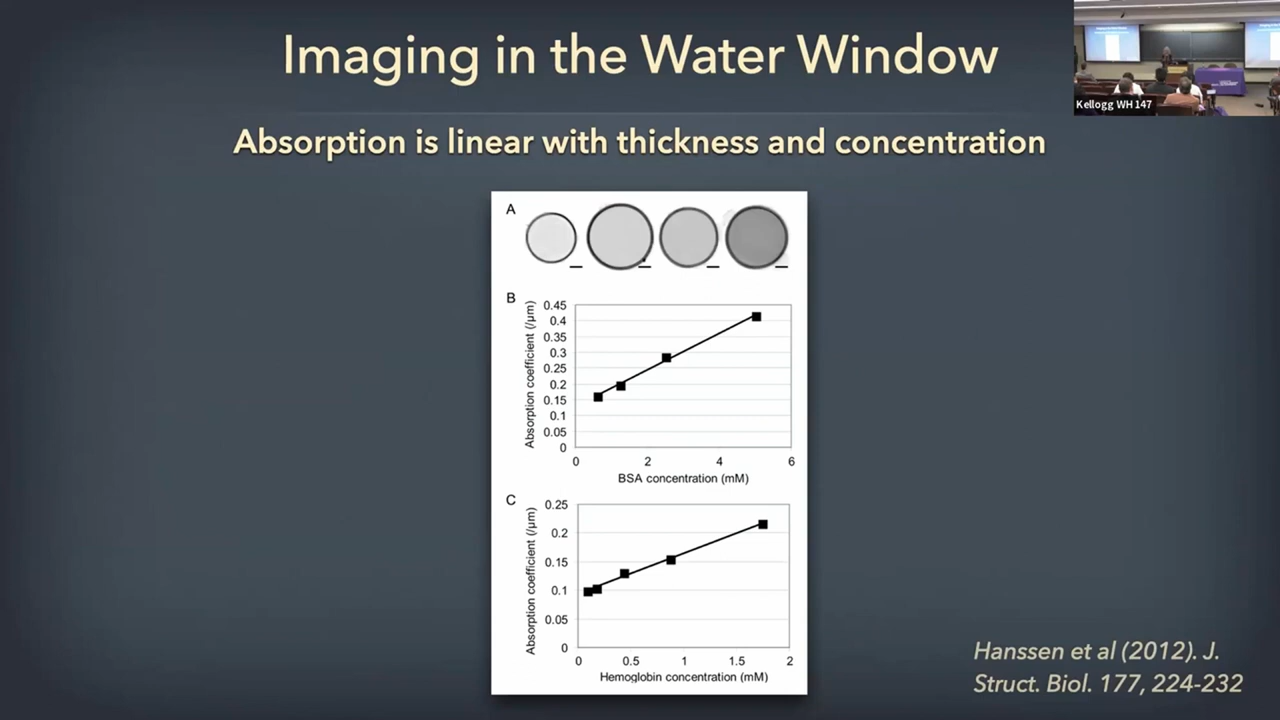 Imaging in the Water Window
Kellogg WH 147
Absorption is linear with thickness and concentration
A
B
Absorption coefficient (/µm)
0.45
0.4
0.35
0.3
0.25
0.2
0.15
0.1
0.05
0
0 2 4 6
BSA concentration (mM)
C
Absorption coefficient (/µm)
0.25
0.2
0.15
0.1
0.05
0
0 0.5 1 1.5 2
Hemoglobin concentration (mM)
Hanssen et al (2012). J.
Struct. Biol. 177, 224-232